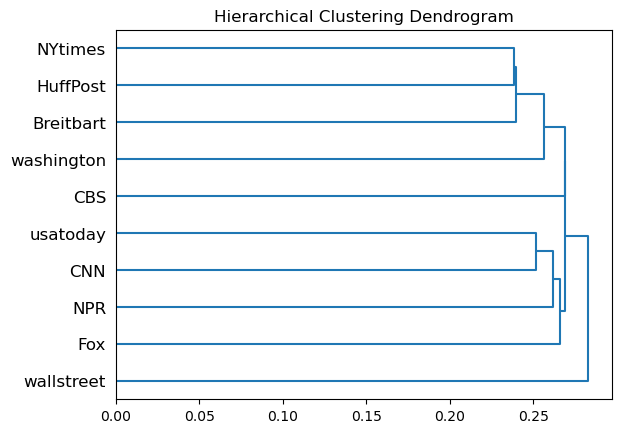 Hierarchical Clustering Dendrogram
NYtimes
HuffPost
Breitbart
washington
CBS
usatoday
CNN
NPR
Fox
wallstreet
0.00 0.05 0.10 0.15 0.20 0.25